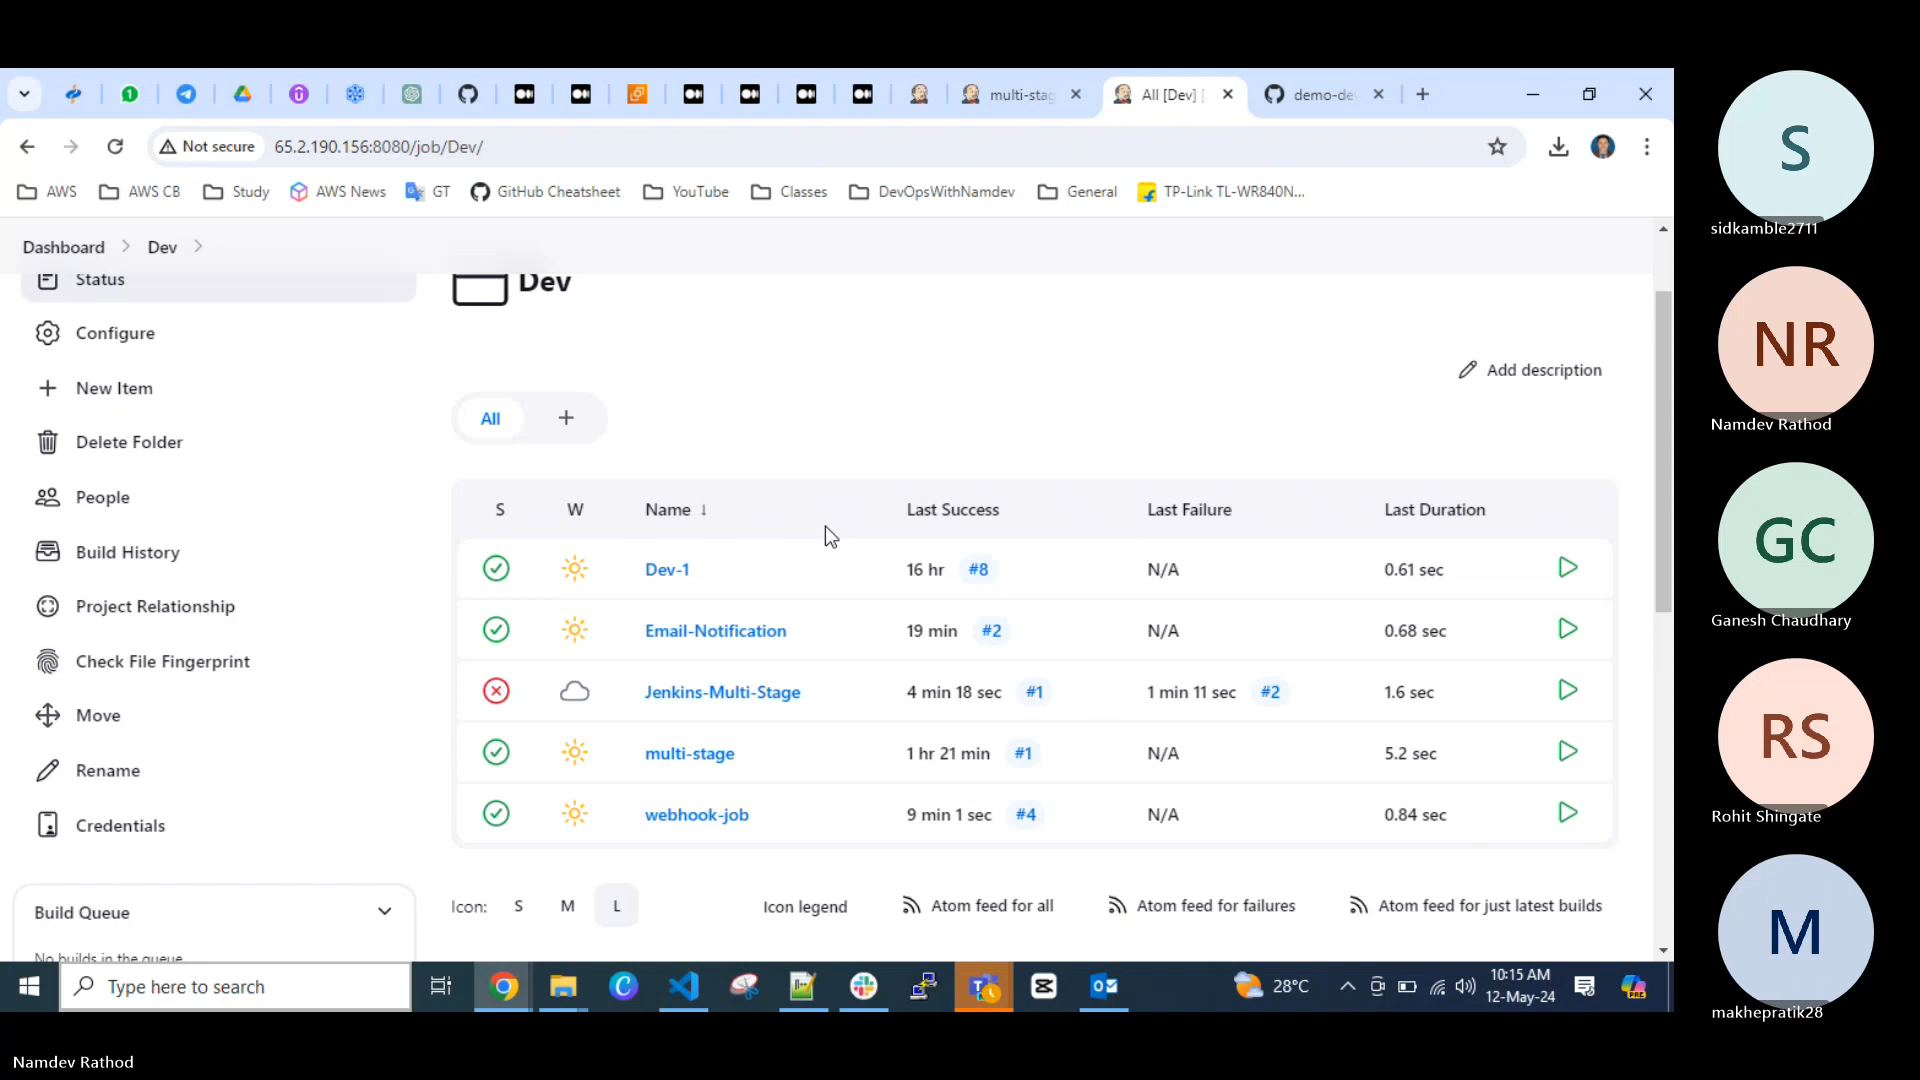 multi-stag
All [Dev] [
demo-de
Not secure
65.2.190.156:8080/job/Dev/
AWS
AWS CB
Study
AWS News
GT
GitHub Cheatsheet
YouTube
Classes
DevOpsWithNamdev
General
TP-Link TL-WR840N...
Dashboard
Dev
Status
Configure
New Item
Delete Folder
People
Build History
Project Relationship
Check File Fingerprint
Move
Rename
Credentials
Build Queue
No builds in the queue
Dev
Add description
All +
S W Name ↓ Last Success Last Failure Last Duration
Dev-1 16 hr #8 N/A 0.61 sec
Email-Notification 19 min #2 N/A 0.68 sec
Jenkins-Multi-Stage 4 min 18 sec #1 1 min 11 sec #2 1.6 sec
multi-stage 1 hr 21 min #1 N/A 5.2 sec
webhook-job 9 min 1 sec #4 N/A 0.84 sec
Icon: S M L
Icon legend
Atom feed for all
Atom feed for failures
Atom feed for just latest builds
Type here to search
28°C
10:15 AM
12-May-24
PRE
S
sidkamble2711
NR
Namdev Rathod
GC
Ganesh Chaudhary
RS
Rohit Shingate
M
makhepratik28
Namdev Rathod